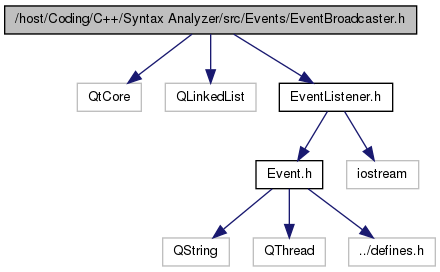 /host/Coding/C++/Syntax Analyzer/src/Events/EventBroadcaster.h
QtCore
QLinkedList
EventListener.h
Event.h
iostream
QString
QThread
../defines.h